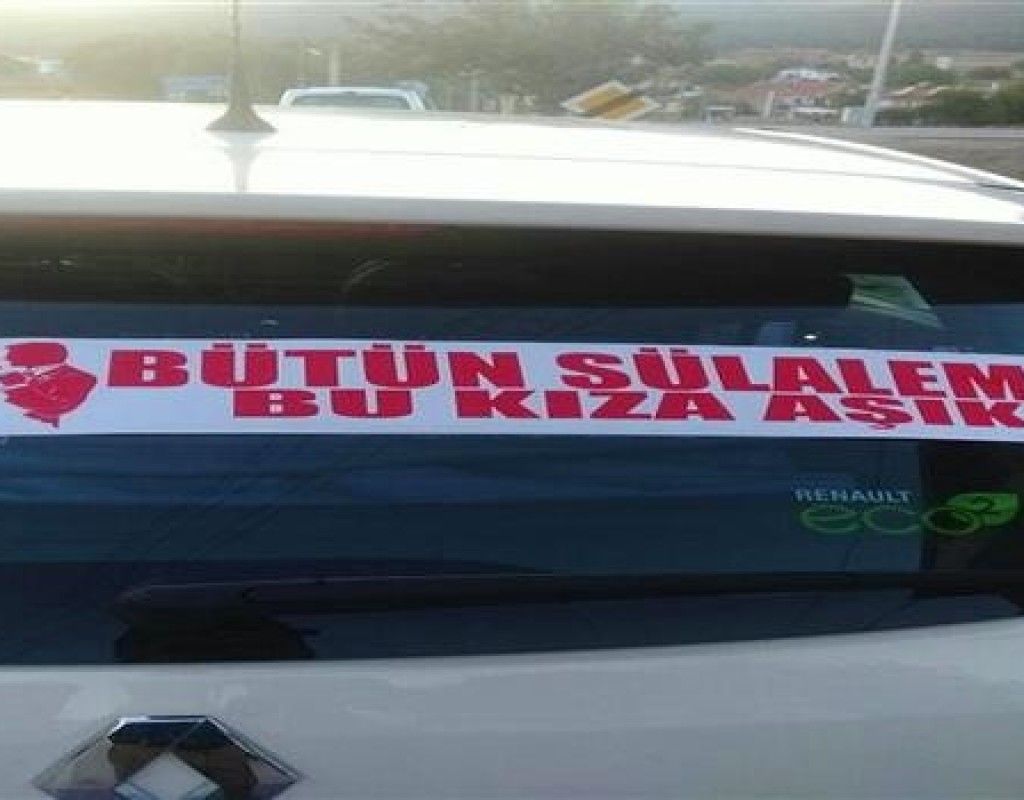 BÜTÜN SÜLALEM
BU KIZA AŞIK
RENAULT
eco2